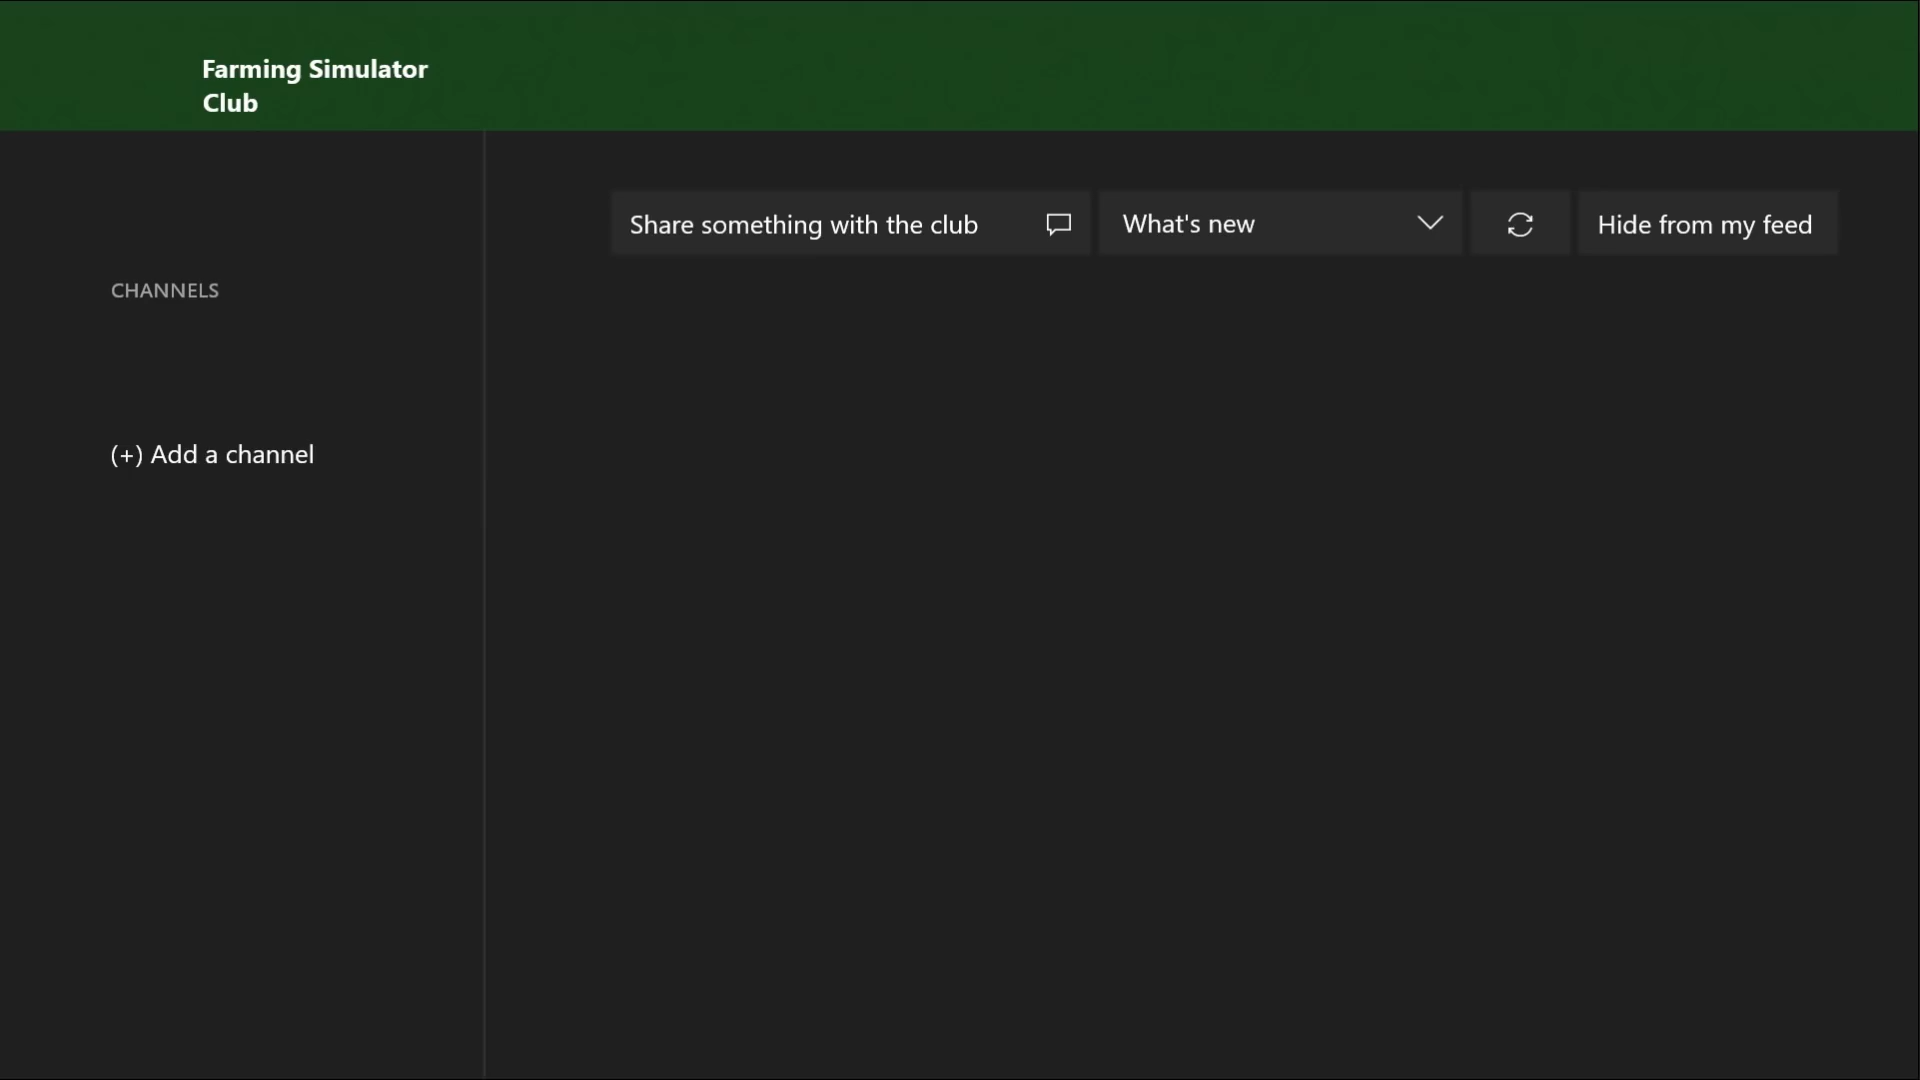 Farming Simulator
Club
Share something with the club
What's new
Hide from my feed
CHANNELS
(+) Add a channel